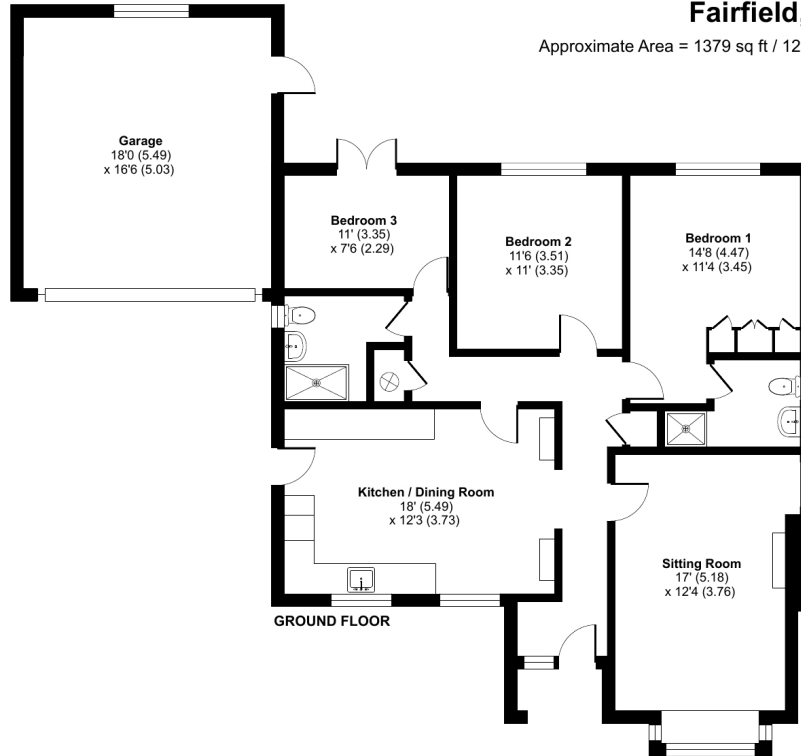 Fairfield,
Approximate Area = 1379 sq ft / 12
Garage
18'0 (5.49)
x 16'6 (5.03)
Bedroom 3
11' (3.35)
x 7'6 (2.29)
Bedroom 2
11'6 (3.51)
x 11' (3.35)
Bedroom 1
14'8 (4.47)
x 11'4 (3.45)
Kitchen / Dining Room
18' (5.49)
x 12'3 (3.73)
Sitting Room
17' (5.18)
x 12'4 (3.76)
GROUND FLOOR